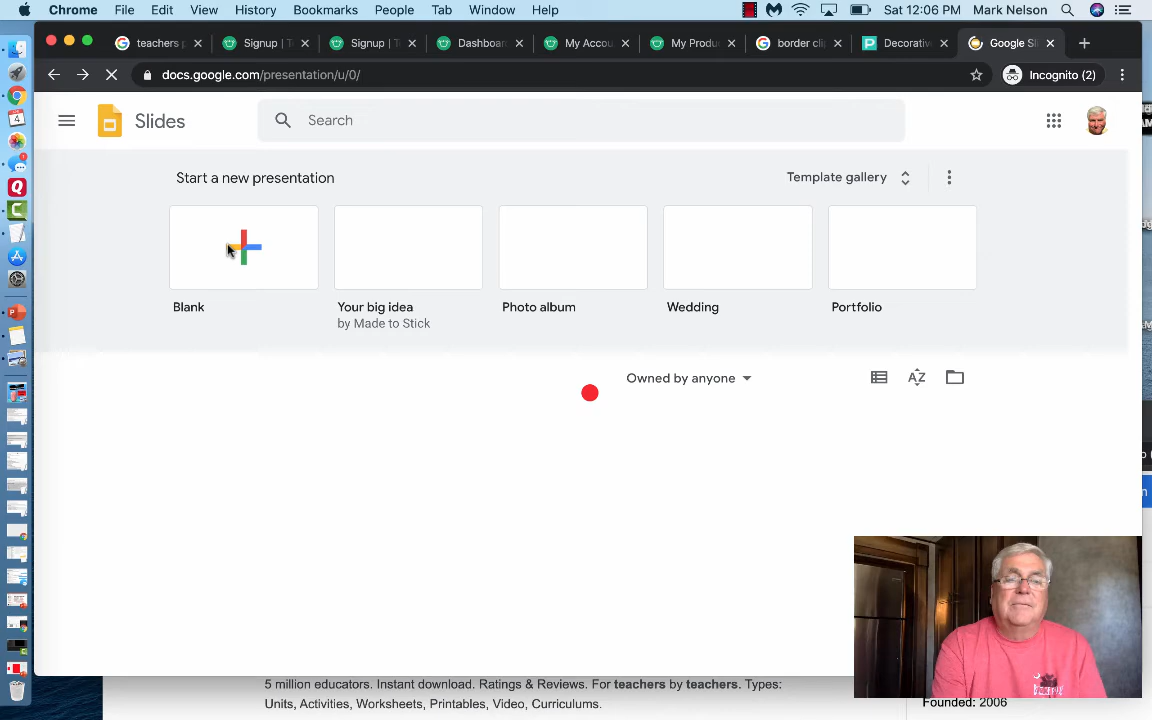 Chrome File Edit View History Bookmarks People Tab Window Help Sat 12:06 PM Mark Nelson
teachers Signup | Signup | Dashboar My Accou My Produ border cli Decorativ Google Sli
docs.google.com/presentation/u/0/ Incognito (2)
Slides Search
Start a new presentation Template gallery
Blank Your big idea Photo album Wedding Portfolio
by Made to Stick
Owned by anyone
5 million educators. Instant download. Ratings & Reviews. For teachers by teachers. Types:
Units, Activities, Worksheets, Printables, Video, Curriculums.
Founded: 2006